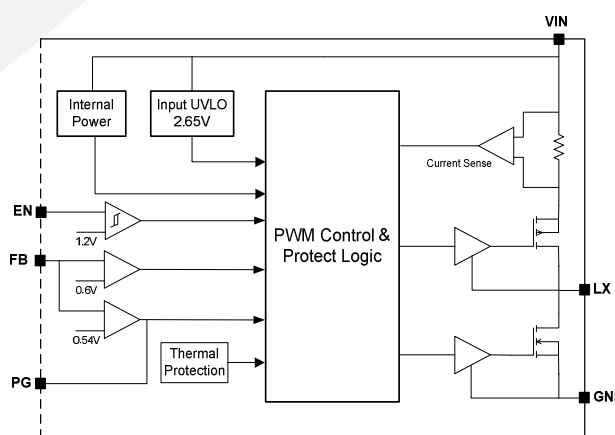 VIN
Internal
Power
Input UVLO
2.65V
Current Sense
EN
1.2V
PWM Control &
Protect Logic
FB
0.6V
LX
0.54V
Thermal
Protection
PG
GN